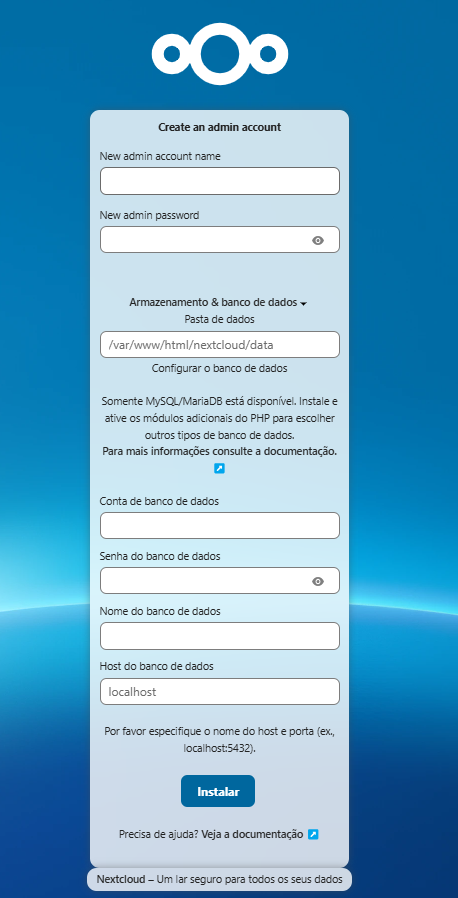 Create an admin account
New admin account name
New admin password
Armazenamento & banco de dados
Pasta de dados
/var/www/html/nextcloud/data
Configurar o banco de dados
Somente MySQL/MariaDB está disponível. Instale e
ative os módulos adicionais do PHP para escolher
outros tipos de banco de dados.
Para mais informações consulte a documentação.
Conta de banco de dados
Senha do banco de dados
Nome do banco de dados
Host do banco de dados
localhost
Por favor especifique o nome do host e porta (ex.,
localhost:5432).
Instalar
Precisa de ajuda? Veja a documentação
Nextcloud – Um lar seguro para todos os seus dados